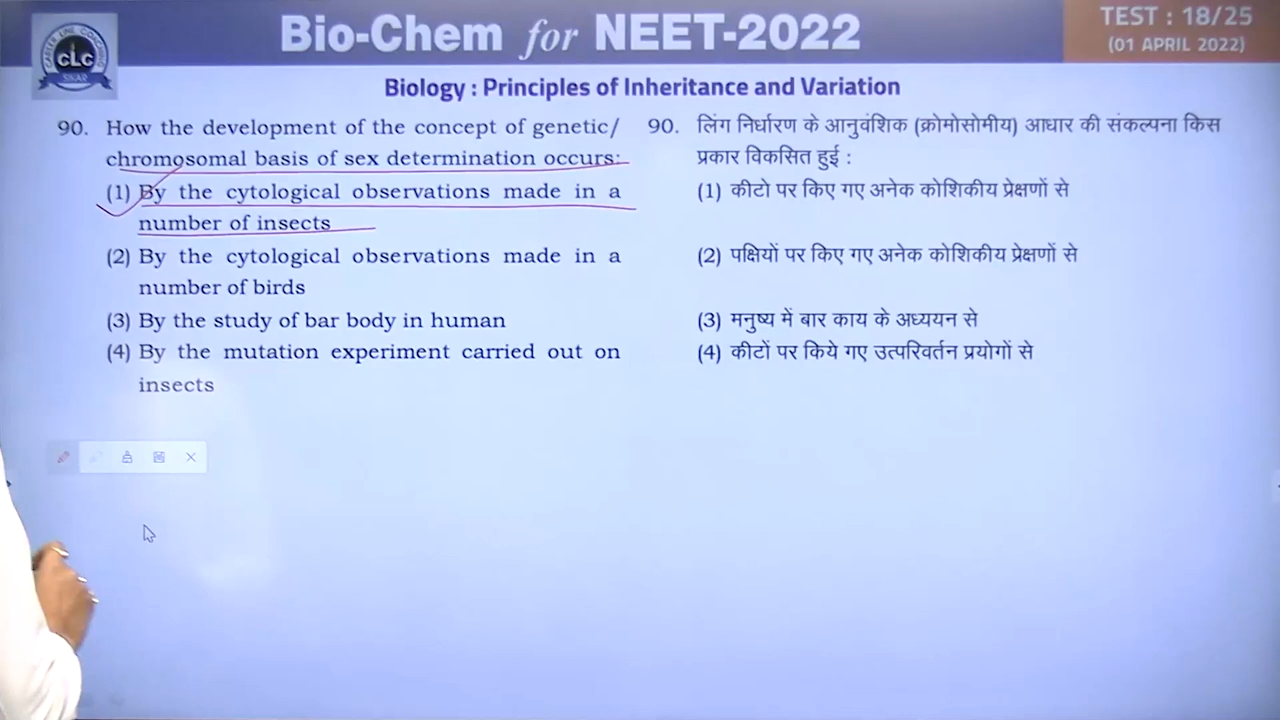 Bio-Chem for NEET-2022
TEST : 18/25
(01 APRIL 2022)
CLC
SIKAR
Biology : Principles of Inheritance and Variation
90. How the development of the concept of genetic/
chromosomal basis of sex determination occurs:
(1) By the cytological observations made in a
number of insects
(2) By the cytological observations made in a
number of birds
(3) By the study of bar body in human
(4) By the mutation experiment carried out on
insects
90. लिंग निर्धारण के आनुवंशिक (क्रोमोसोमीय) आधार की संकल्पना किस
प्रकार विकसित हुई :
(1) कीटो पर किए गए अनेक कोशिकीय प्रेक्षणों से
(2) पक्षियों पर किए गए अनेक कोशिकीय प्रेक्षणों से
(3) मनुष्य में बार काय के अध्ययन से
(4) कीटों पर किये गए उत्परिवर्तन प्रयोगों से